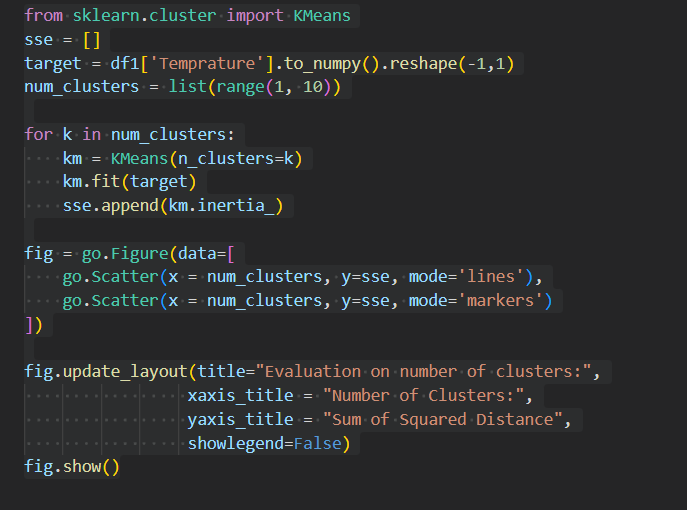 from sklearn.cluster import KMeans
sse = []
target = df1['Temprature'].to_numpy().reshape(-1,1)
num_clusters = list(range(1, 10))

for k in num_clusters:
    km = KMeans(n_clusters=k)
    km.fit(target)
    sse.append(km.inertia_)

fig = go.Figure(data=[
    go.Scatter(x = num_clusters, y=sse, mode='lines'),
    go.Scatter(x = num_clusters, y=sse, mode='markers')
])

fig.update_layout(title="Evaluation on number of clusters:",
                 xaxis_title = "Number of Clusters:",
                 yaxis_title = "Sum of Squared Distance",
                 showlegend=False)
fig.show()